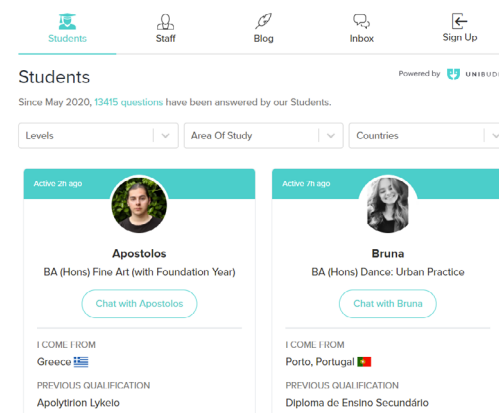 Students Staff Blog Inbox Sign Up
Students
Powered by UNIBUD
Since May 2020, 13415 questions have been answered by our Students.
Levels Area Of Study Countries
Active 2h ago
Apostolos
BA (Hons) Fine Art (with Foundation Year)
Chat with Apostolos
I COME FROM
Greece
PREVIOUS QUALIFICATION
Apolytirion Lykeio
Active 7h ago
Bruna
BA (Hons) Dance: Urban Practice
Chat with Bruna
I COME FROM
Porto, Portugal
PREVIOUS QUALIFICATION
Diploma de Ensino Secundário